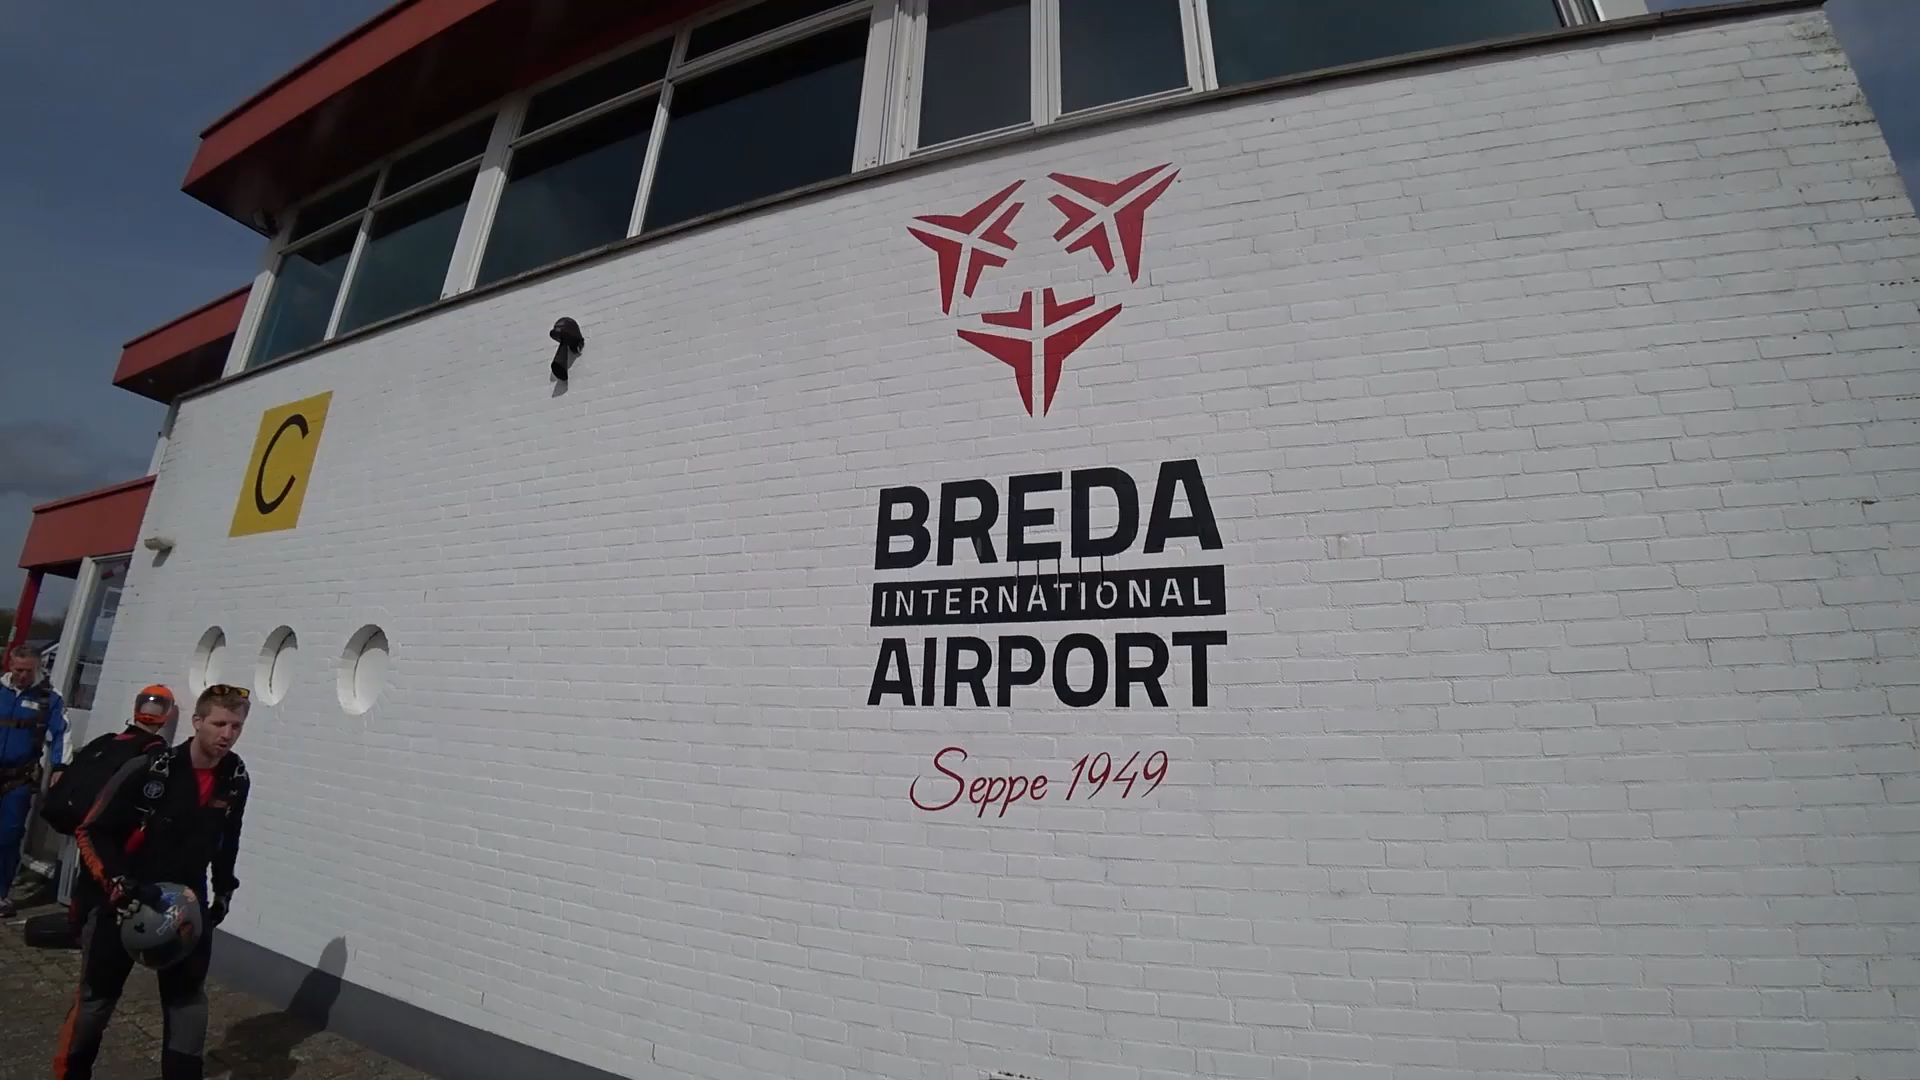 C
BREDA
INTERNATIONAL
AIRPORT
Seppe 1949